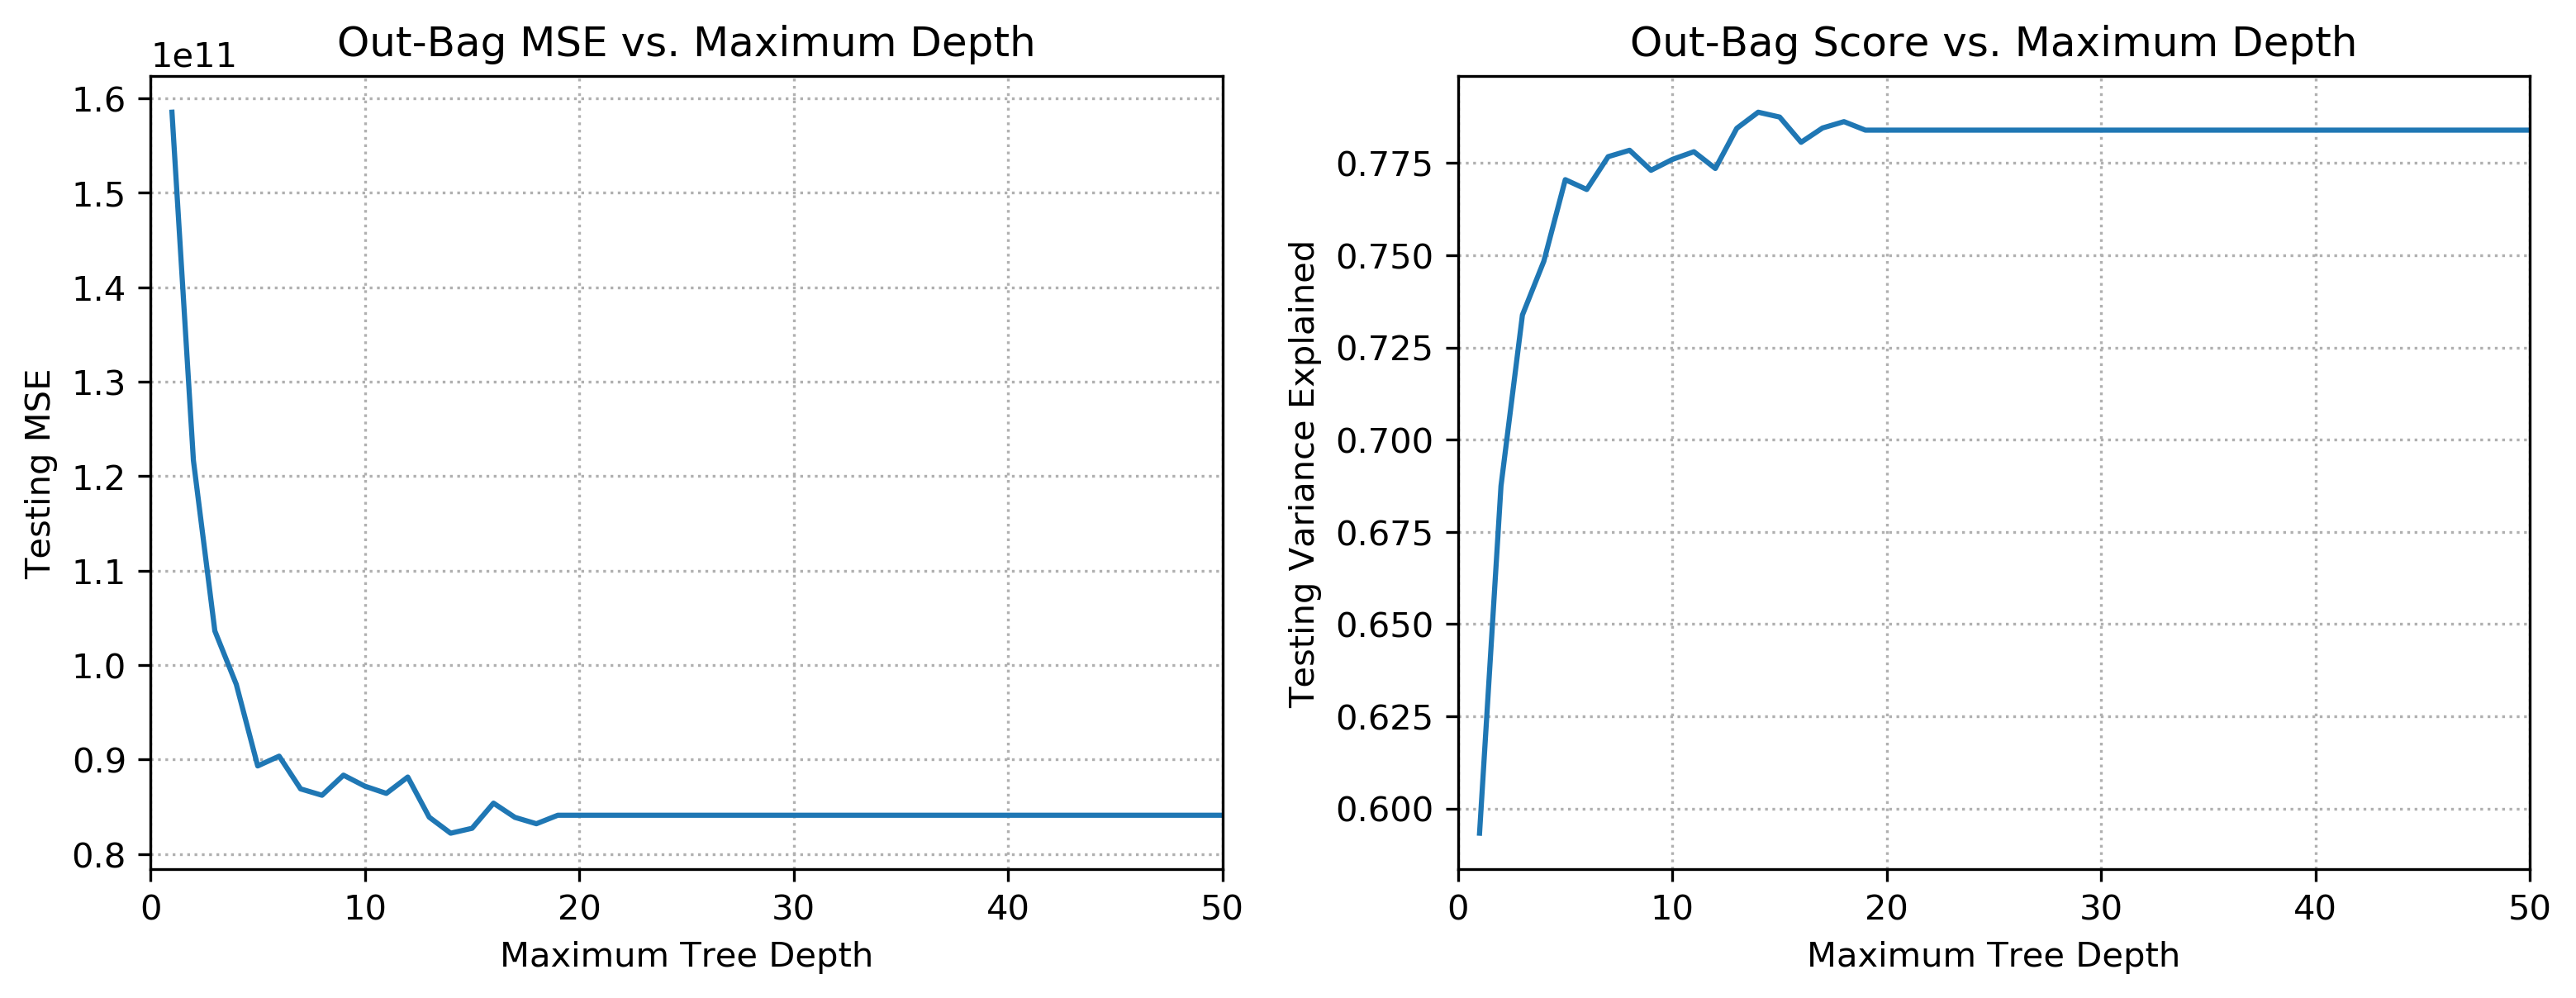 Out-Bag MSE vs. Maximum Depth
1e11
1.6
1.5
1.4
1.3
1.2
1.1
1.0
0.9
0.8
Testing MSE
0 10 20 30 40 50
Maximum Tree Depth
Out-Bag Score vs. Maximum Depth
0.775
0.750
0.725
0.700
0.675
0.650
0.625
0.600
Testing Variance Explained
0 10 20 30 40 50
Maximum Tree Depth